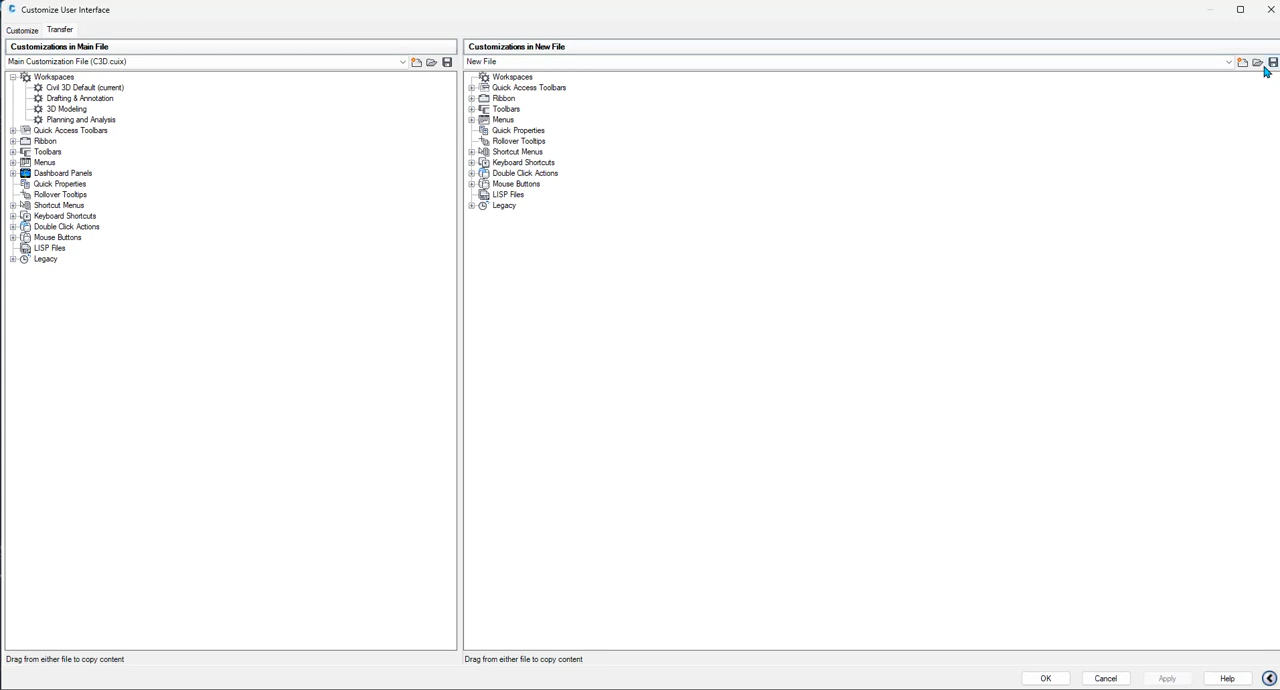 Customize User Interface
Customize Transfer
Customizations in Main File
Main Customization File (C3D.cuix)
Workspaces
Civil 3D Default (current)
Drafting & Annotation
3D Modeling
Planning and Analysis
Quick Access Toolbars
Ribbon
Toolbars
Menus
Dashboard Panels
Quick Properties
Rollover Tooltips
Shortcut Menus
Keyboard Shortcuts
Double Click Actions
Mouse Buttons
LISP Files
Legacy
Drag from either file to copy content
Customizations in New File
New File
Workspaces
Quick Access Toolbars
Ribbon
Toolbars
Menus
Quick Properties
Rollover Tooltips
Shortcut Menus
Keyboard Shortcuts
Double Click Actions
Mouse Buttons
LISP Files
Legacy
Drag from either file to copy content
OK Cancel Apply Help